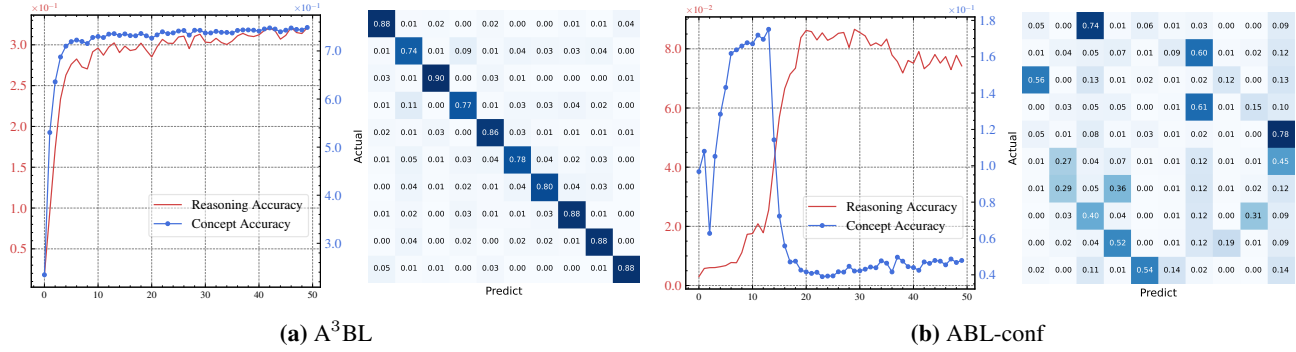 3.0
2.5
2.0
1.5
1.0
0.5
7.0
6.0
5.0
4.0
3.0
0 10 20 30 40 50
Reasoning Accuracy
Concept Accuracy
Actual
0.88 0.01 0.02 0.00 0.02 0.00 0.01 0.01 0.01 0.04
0.01 0.74 0.01 0.09 0.01 0.04 0.03 0.04 0.02 0.01
0.03 0.01 0.90 0.00 0.02 0.00 0.01 0.01 0.01 0.01
0.01 0.11 0.00 0.77 0.01 0.03 0.03 0.04 0.02 0.00
0.02 0.01 0.03 0.01 0.86 0.03 0.01 0.01 0.03 0.01
0.01 0.05 0.01 0.03 0.04 0.78 0.04 0.01 0.02 0.01
0.01 0.04 0.01 0.02 0.02 0.04 0.80 0.04 0.02 0.00
0.01 0.02 0.01 0.01 0.00 0.01 0.03 0.88 0.01 0.01
0.00 0.04 0.00 0.02 0.02 0.02 0.01 0.01 0.88 0.00
0.05 0.01 0.01 0.00 0.03 0.00 0.00 0.00 0.01 0.88
Predict
(a) A³BL
8.0
6.0
4.0
2.0
0.0
1.8
1.6
1.4
1.2
1.0
0.8
0.6
0.4
0 10 20 30 40 50
Reasoning Accuracy
Concept Accuracy
Actual
0.05 0.00 0.74 0.01 0.06 0.01 0.03 0.00 0.01 0.09
0.01 0.04 0.05 0.07 0.00 0.09 0.60 0.01 0.02 0.12
0.56 0.00 0.13 0.02 0.01 0.02 0.02 0.12 0.00 0.13
0.00 0.03 0.05 0.05 0.00 0.01 0.61 0.00 0.15 0.10
0.05 0.01 0.08 0.03 0.01 0.02 0.03 0.00 0.00 0.78
0.01 0.27 0.04 0.07 0.01 0.01 0.12 0.00 0.01 0.45
0.01 0.29 0.05 0.36 0.00 0.01 0.12 0.02 0.02 0.12
0.00 0.03 0.40 0.04 0.00 0.01 0.12 0.00 0.31 0.09
0.00 0.02 0.04 0.52 0.00 0.01 0.12 0.19 0.01 0.09
0.02 0.00 0.11 0.01 0.54 0.14 0.02 0.00 0.00 0.14
Predict
(b) ABL-conf